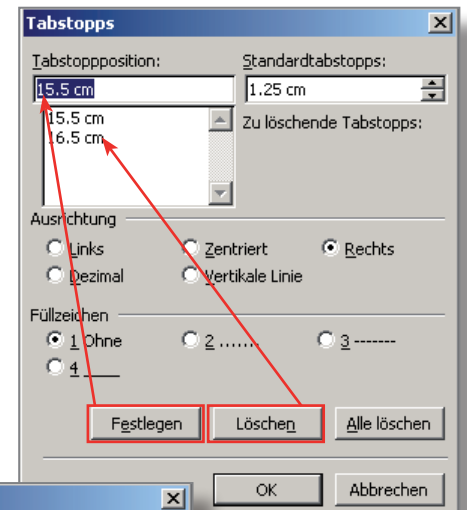 Tabstopps
Tabstoppposition: Standardtabstopps:
15.5 cm 1.25 cm
15.5 cm Zu löschende Tabstopps:
16.5 cm
Ausrichtung
Links Zentriert Rechts
Dezimal Vertikale Linie
Füllzeichen
1 Ohne 2 ....... 3 -------
4 ____
Festlegen Löschen Alle löschen
OK Abbrechen